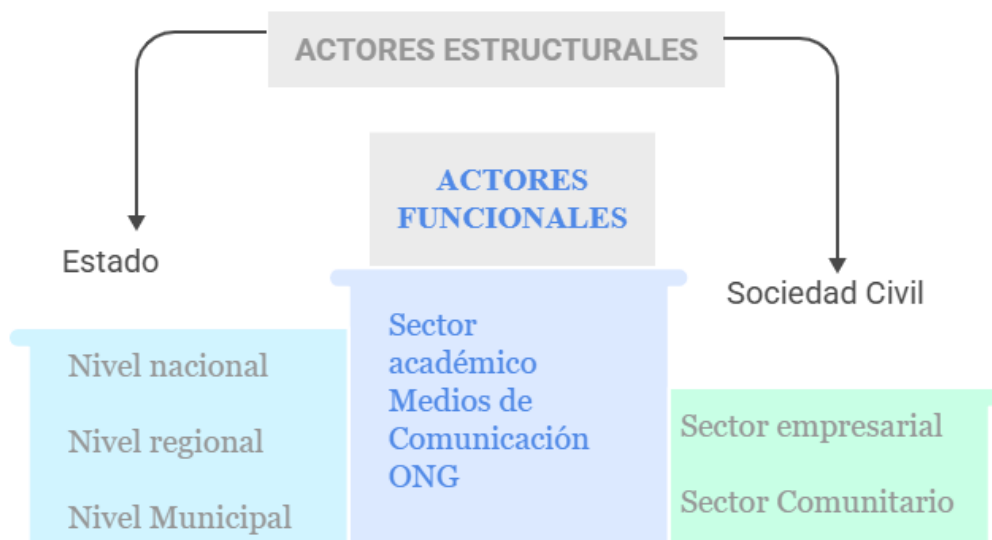 ACTORES ESTRUCTURALES
ACTORES
FUNCIONALES
Estado
Sociedad Civil
Nivel nacional
Nivel regional
Nivel Municipal
Sector
académico
Medios de
Comunicación
ONG
Sector empresarial
Sector Comunitario